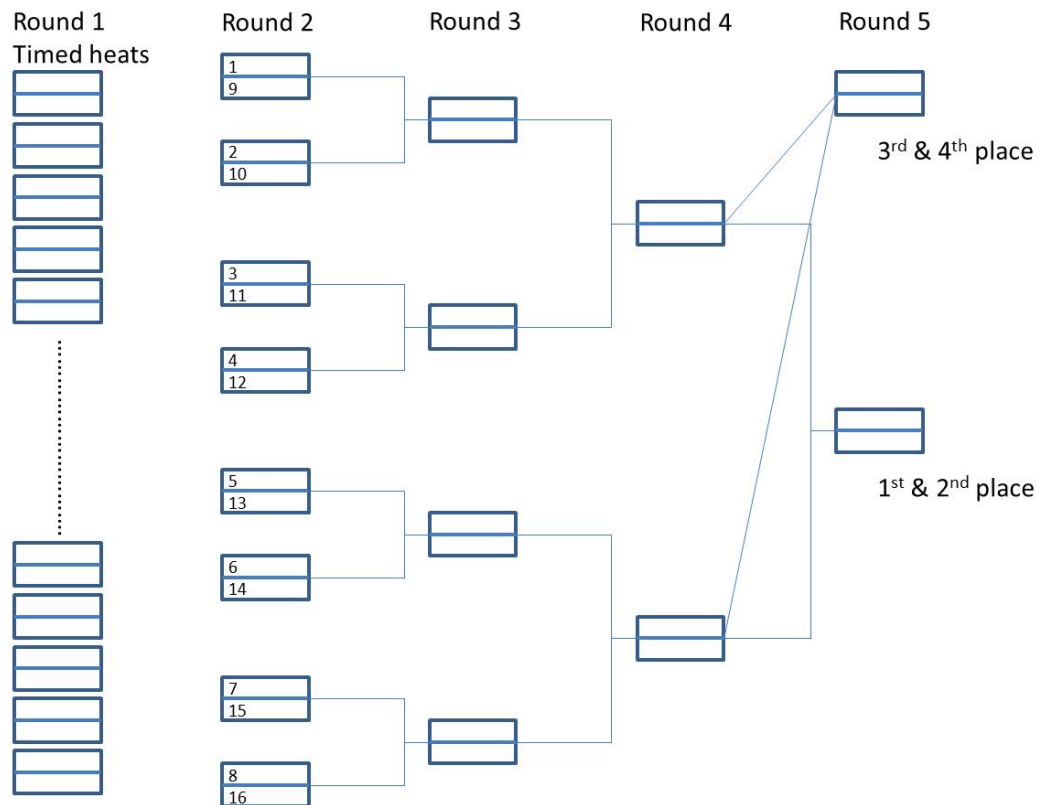 Round 1
Timed heats
Round 2
Round 3
Round 4
Round 5
1
9
2
10
3
11
4
12
5
13
6
14
7
15
8
16
3rd & 4th place
1st & 2nd place